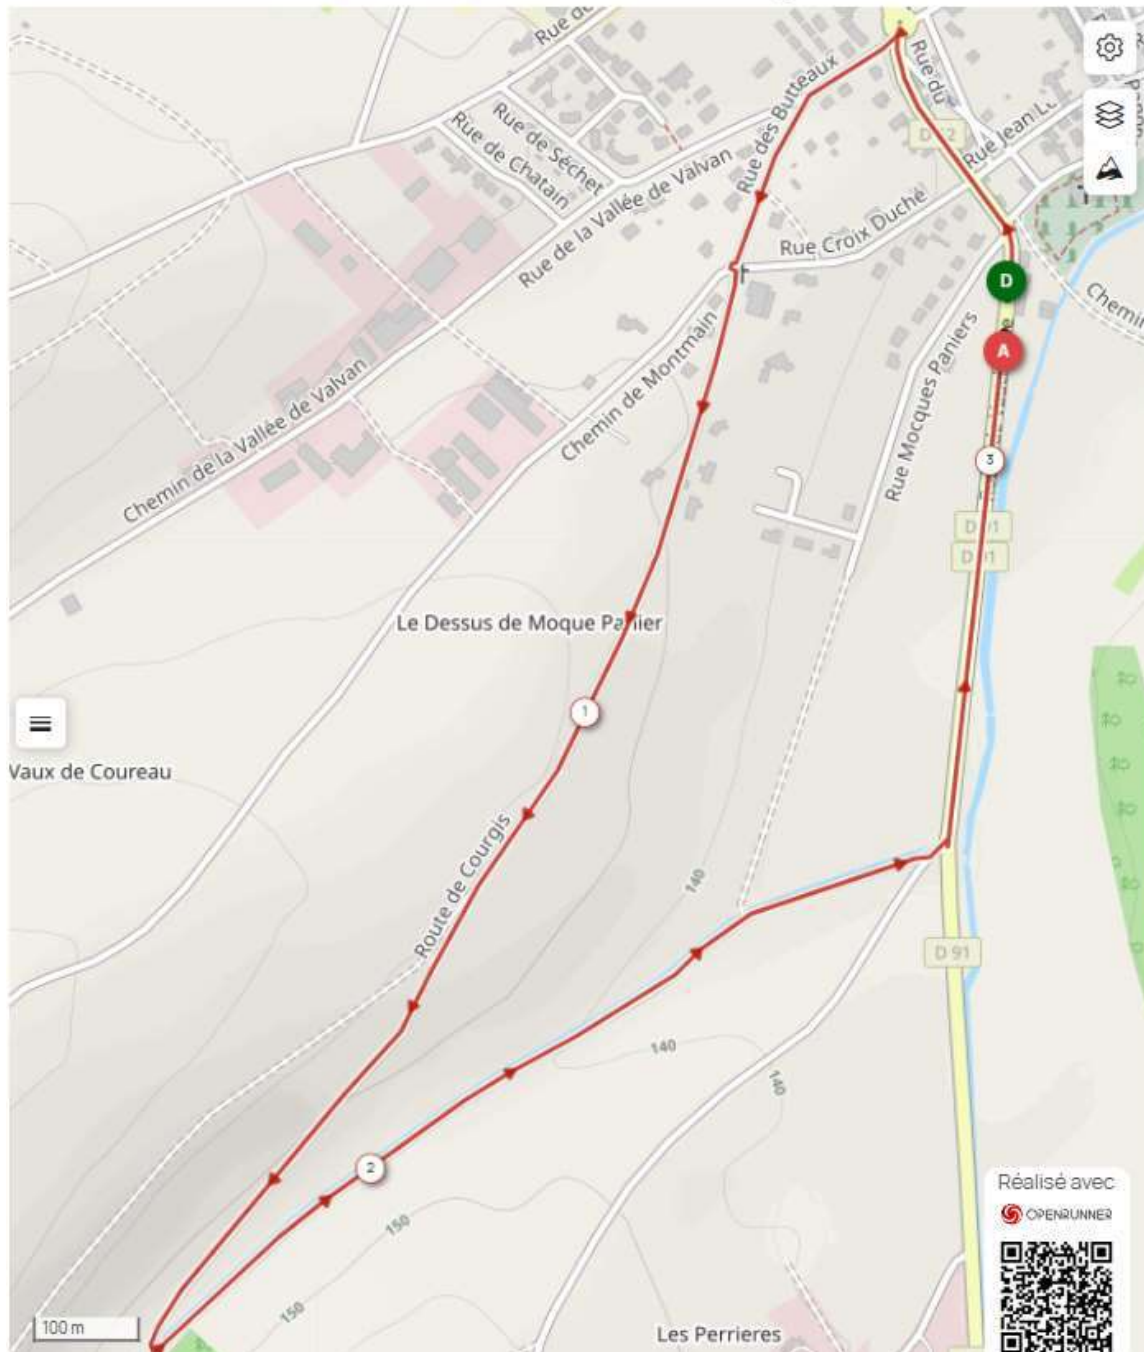 Rue de
Rue du
Rue des Butteaux
D
Rue Jean L
Rue de Séchet
Rue de Chatain
Rue de la Vallée de Valvan
Rue Croix Duché
D
Chemin
Chemin de Montmain
Rue Mocques Paniers
A
Chemin de la Vallée de Valvan
3
D 91
D 91
Le Dessus de Moque Panier
1
Vaux de Coureau
Route de Courgis
140
D 91
140
140
2
150
150
Réalisé avec
OPENRUNNER
100 m
Les Perrieres